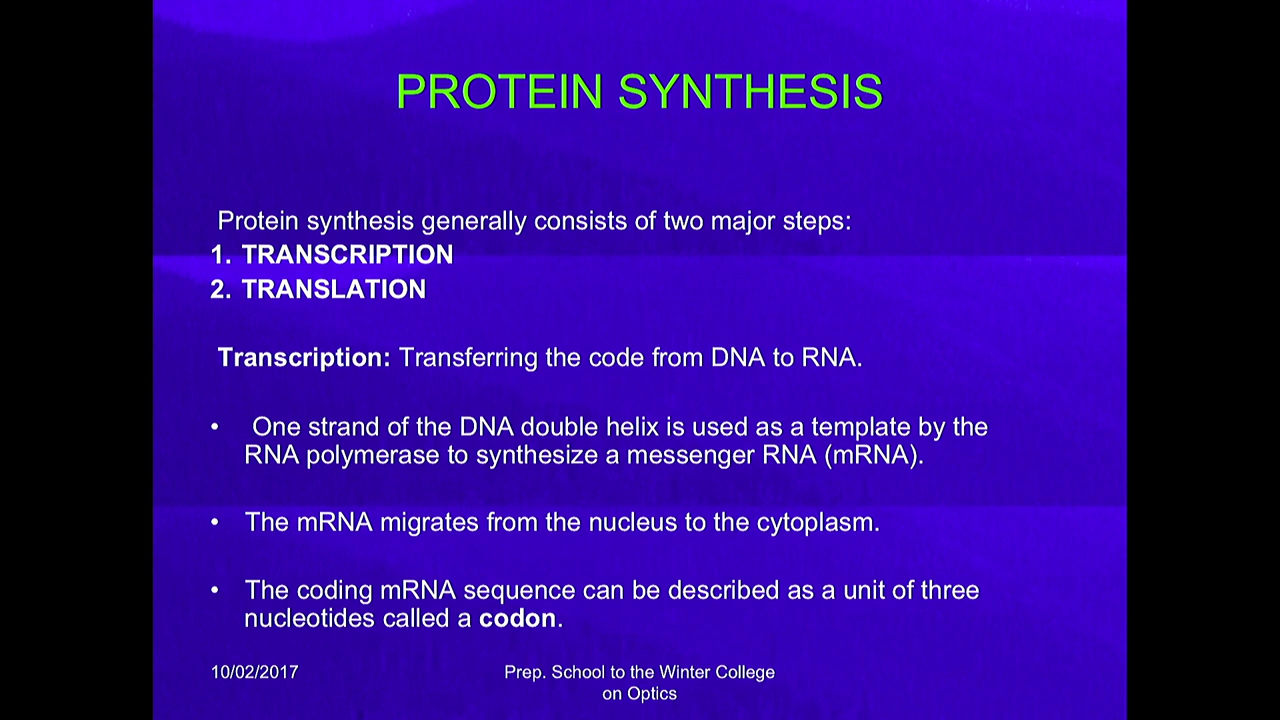 PROTEIN SYNTHESIS
Protein synthesis generally consists of two major steps:
1. TRANSCRIPTION
2. TRANSLATION
Transcription: Transferring the code from DNA to RNA.
• One strand of the DNA double helix is used as a template by the
RNA polymerase to synthesize a messenger RNA (mRNA).
• The mRNA migrates from the nucleus to the cytoplasm.
• The coding mRNA sequence can be described as a unit of three
nucleotides called a codon.
10/02/2017
Prep. School to the Winter College
on Optics